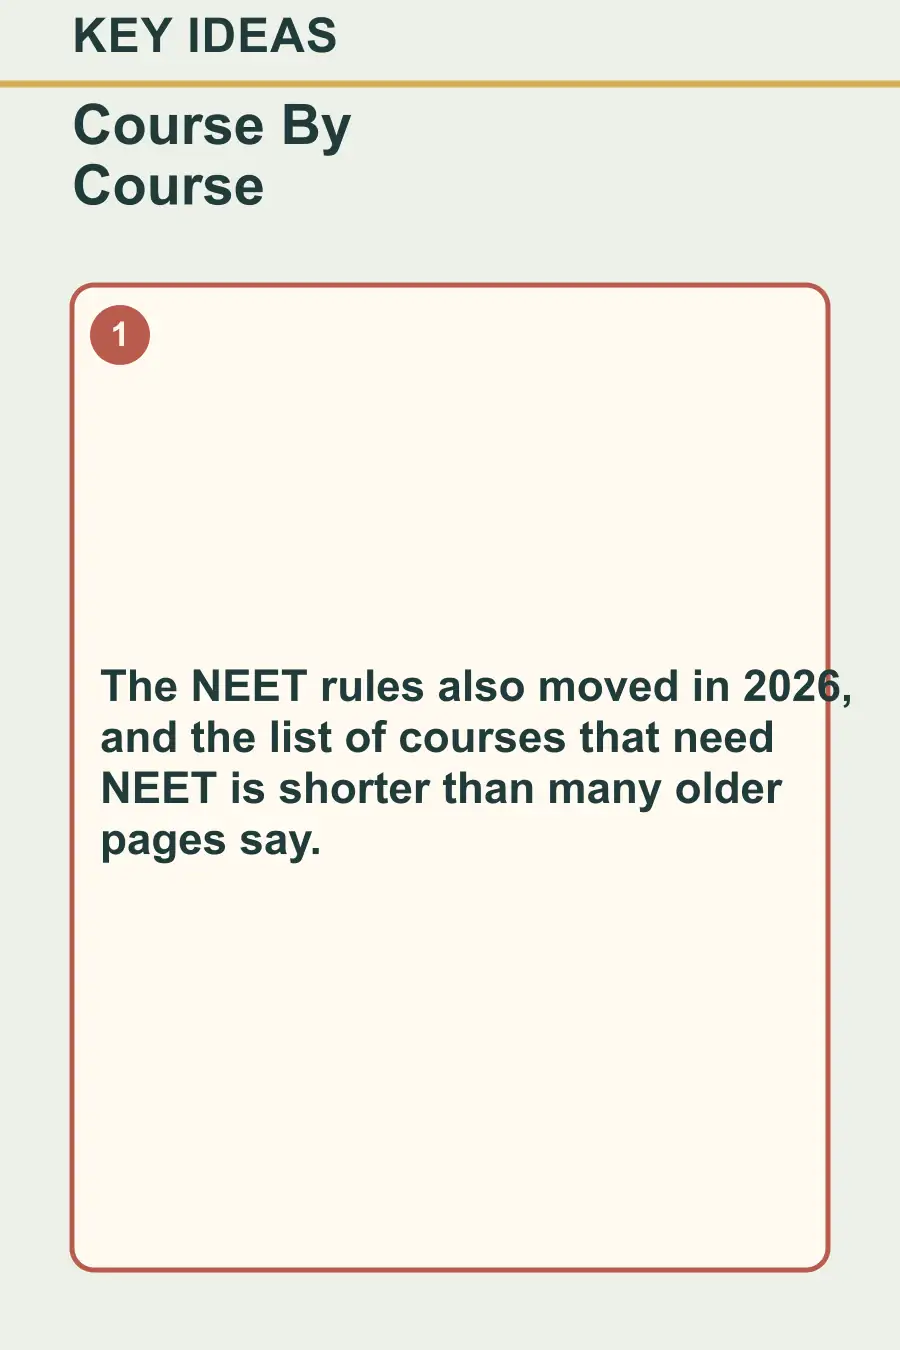 KEY IDEAS
Course By
Course
1
The NEET rules also moved in 2026,
and the list of courses that need
NEET is shorter than many older
pages say.